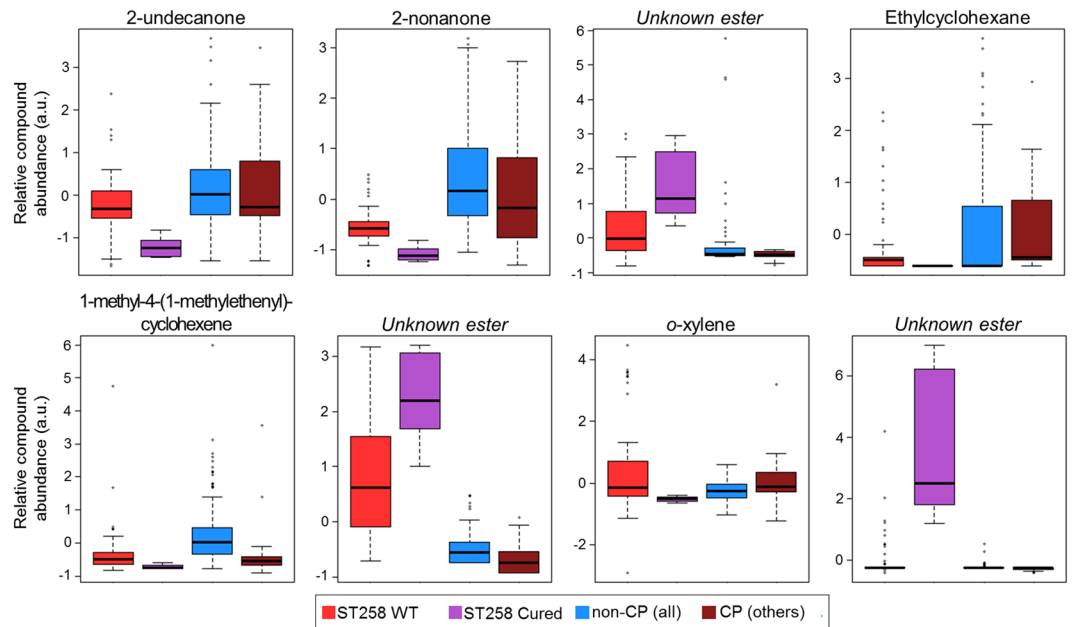 2-undecanone
2-nonanone
Unknown ester
Ethylcyclohexane
Relative compound
abundance (a.u.)
3
2
1
0
-1
3
2
1
0
-1
6
5
4
3
2
1
0
-1
3
1
0
1-methyl-4-(1-methylethenyl)-
cyclohexene
Unknown ester
o-xylene
Unknown ester
Relative compound
abundance (a.u.)
6
5
4
3
2
1
0
-1
3
2
1
0
-1
4
2
0
-2
6
4
2
0
ST258 WT
ST258 Cured
non-CP (all)
CP (others)